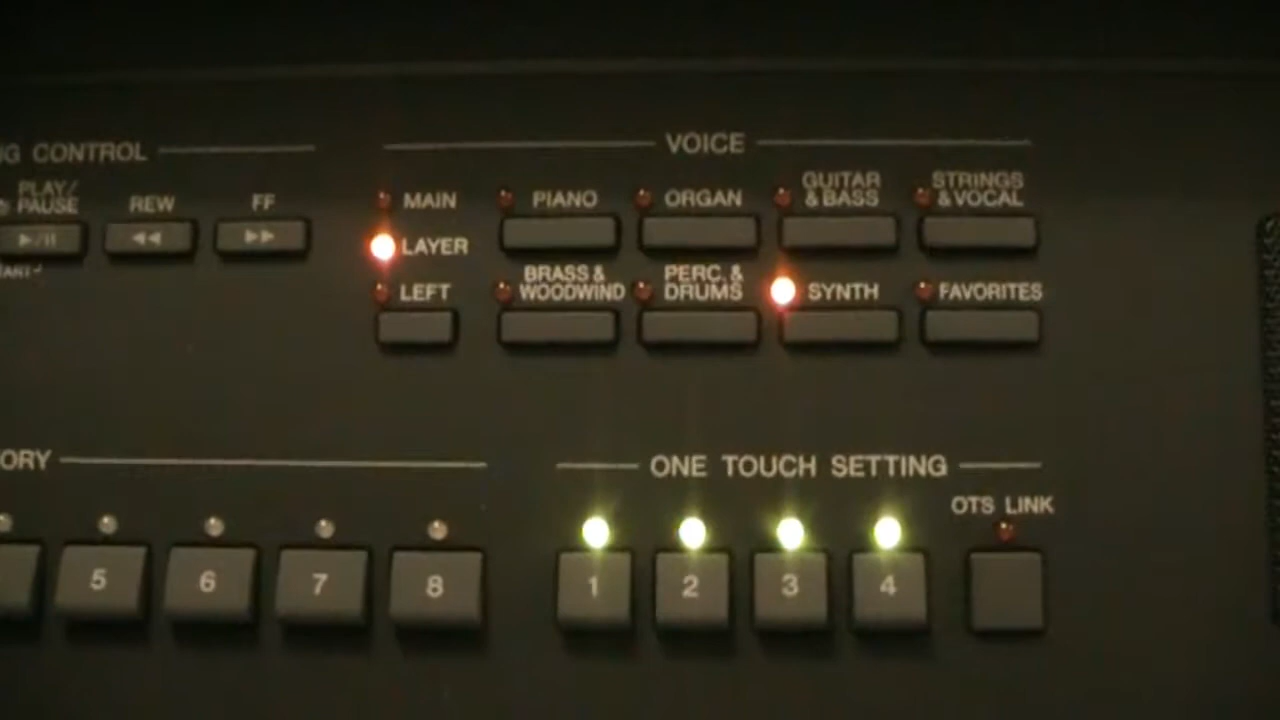 G CONTROL
PLAY/
PAUSE
REW
FF
VOICE
MAIN
LAYER
LEFT
PIANO
ORGAN
GUITAR
& BASS
STRINGS
& VOCAL
BRASS &
WOODWIND
PERC. &
DRUMS
SYNTH
FAVORITES
ORY
5
6
7
8
ONE TOUCH SETTING
OTS LINK
1
2
3
4